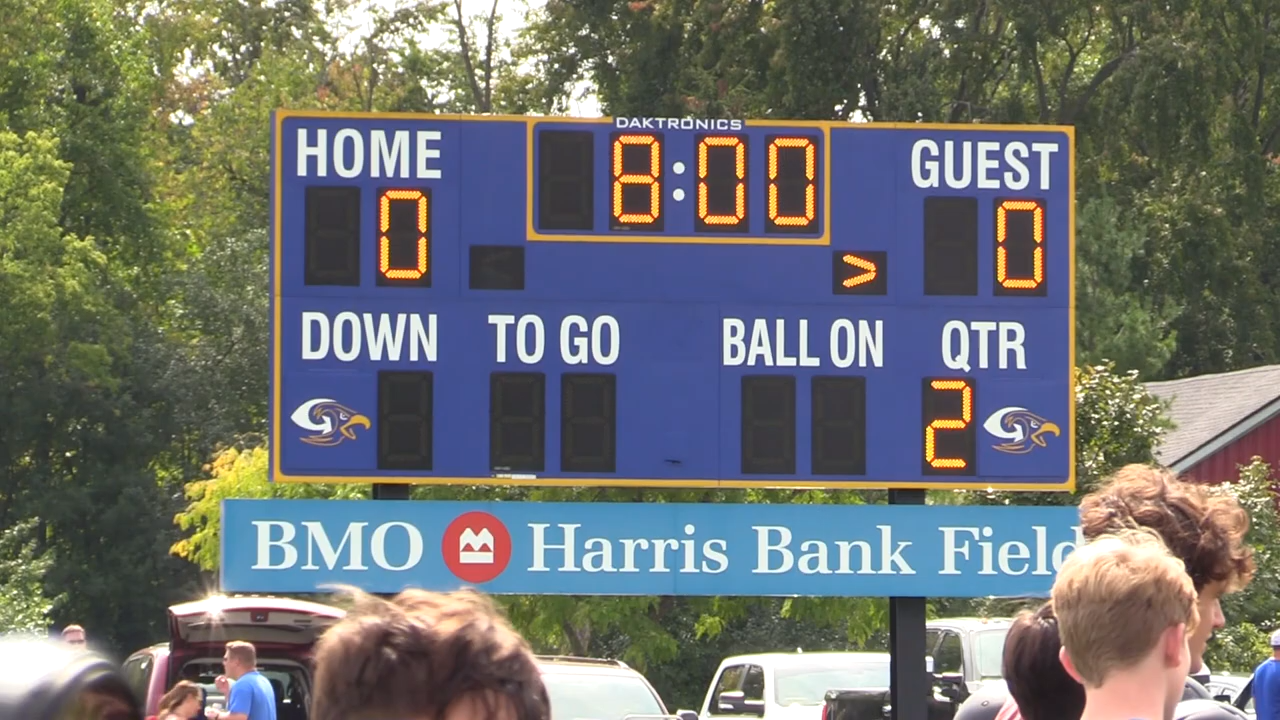 DAKTRONICS
HOME 8:00 GUEST
0 > 0
DOWN TO GO BALL ON QTR
2
BMO Harris Bank Field